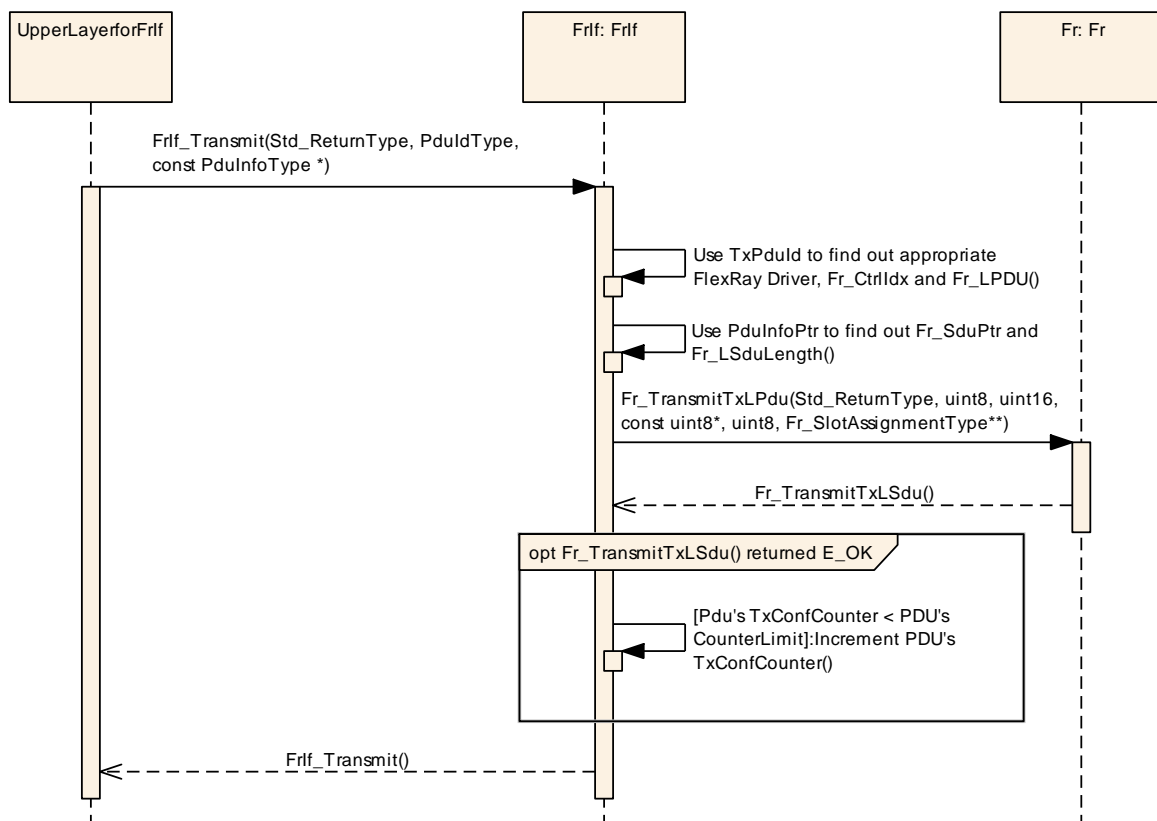 UpperLayerforFrIf
FrIf: FrIf
Fr: Fr
FrIf_Transmit(Std_ReturnType, PduIdType,
const PduInfoType *)
Use TxPduId to find out appropriate
FlexRay Driver, Fr_CtrlIdx and Fr_LPDU()
Use PduInfoPtr to find out Fr_SduPtr and
Fr_LSduLength()
Fr_TransmitTxLPdu(Std_ReturnType, uint8, uint16,
const uint8*, uint8, Fr_SlotAssignmentType**)
Fr_TransmitTxLSdu()
opt Fr_TransmitTxLSdu() returned E_OK
[Pdu's TxConfCounter < PDU's
CounterLimit]:Increment PDU's
TxConfCounter()
FrIf_Transmit()